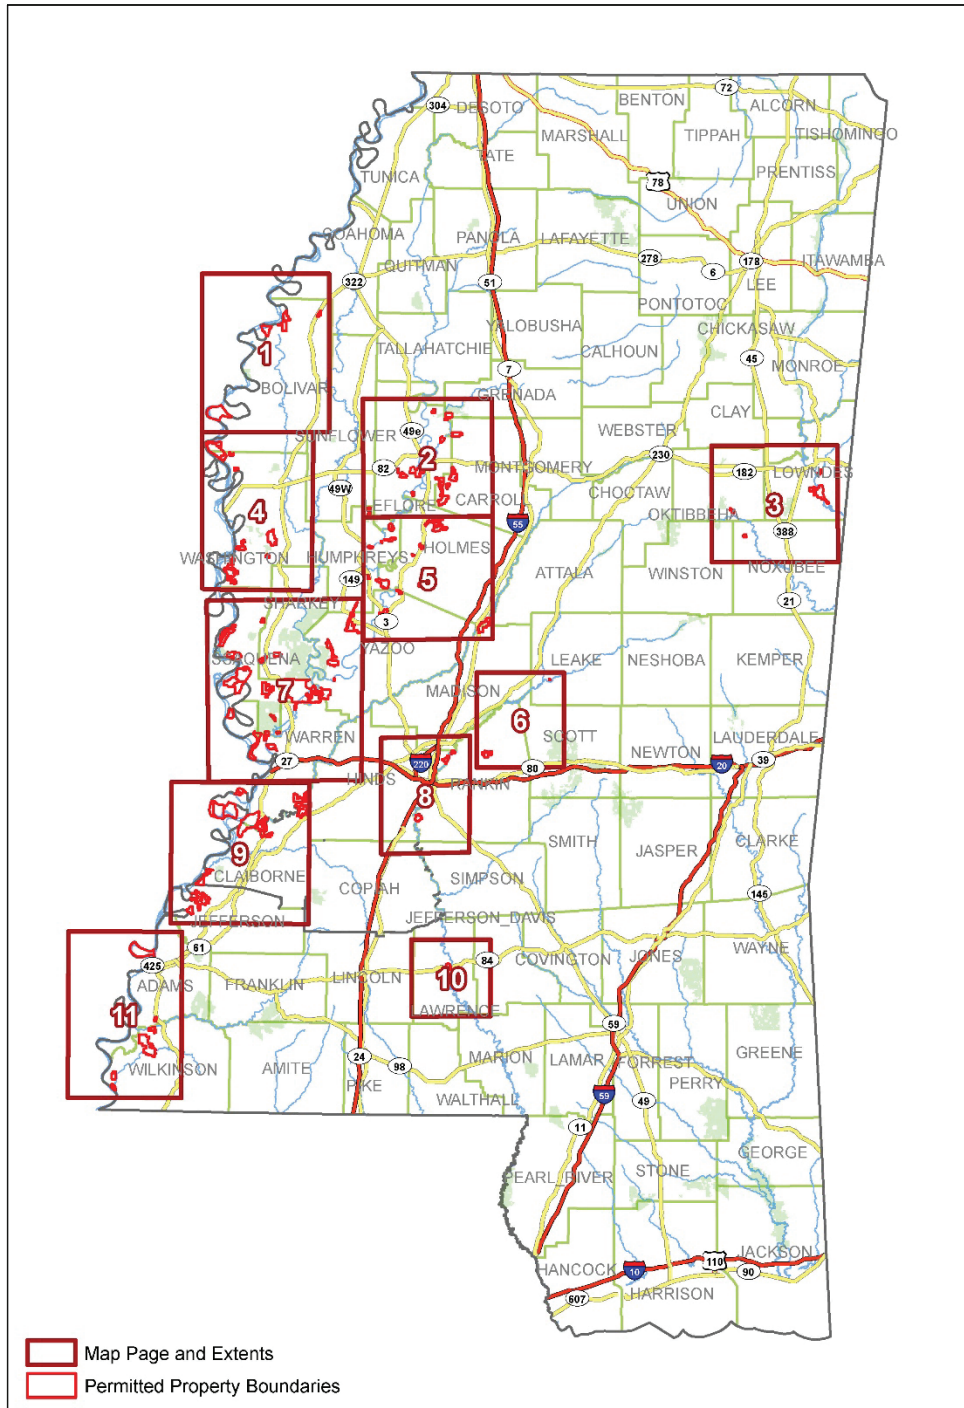 72
BENTON
ALCORN
304
DESOTO
MARSHALL
TIPPAH
TISHOMINGO
TATE
PRENTISS
TUNICA
78
UNION
COAHOMA
PANOLA
LAFAYETTE
QUITMAN
278
6
178
ITAWAMBA
322
51
LEE
PONTOTOC
YALOBUSHA
CHICKASAW
1
TALLAHATCHIE
CALHOUN
45
MONROE
7
BOLIVAR
GRENADA
CLAY
SUNFLOWER
49e
WEBSTER
2
82
MONTGOMERY
230
182
LOWNDES
49W
CHOCTAW
LEFLORE
CARROLL
3
4
OKTIBBEHA
55
388
WASHINGTON
HUMPHREYS
HOLMES
ATTALA
WINSTON
NOXUBEE
149
5
SHARKEY
21
3
YAZOO
ISSAQUENA
LEAKE
NESHOBA
KEMPER
7
MADISON
6
WARREN
SCOTT
NEWTON
LAUDERDALE
27
220
80
20
39
HINDS
RANKIN
8
SMITH
JASPER
CLARKE
9
CLAIBORNE
COPIAH
SIMPSON
145
JEFFERSON
JEFFERSON_DAVIS
61
WAYNE
425
84
COVINGTON
JONES
ADAMS
FRANKLIN
LINCOLN
10
11
LAWRENCE
59
GREENE
WILKINSON
AMITE
24
98
MARION
LAMAR
FORREST
PIKE
PERRY
WALTHALL
59
49
11
GEORGE
PEARL_RIVER
STONE
JACKSON
HANCOCK
10
110
90
607
HARRISON
Map Page and Extents
Permitted Property Boundaries